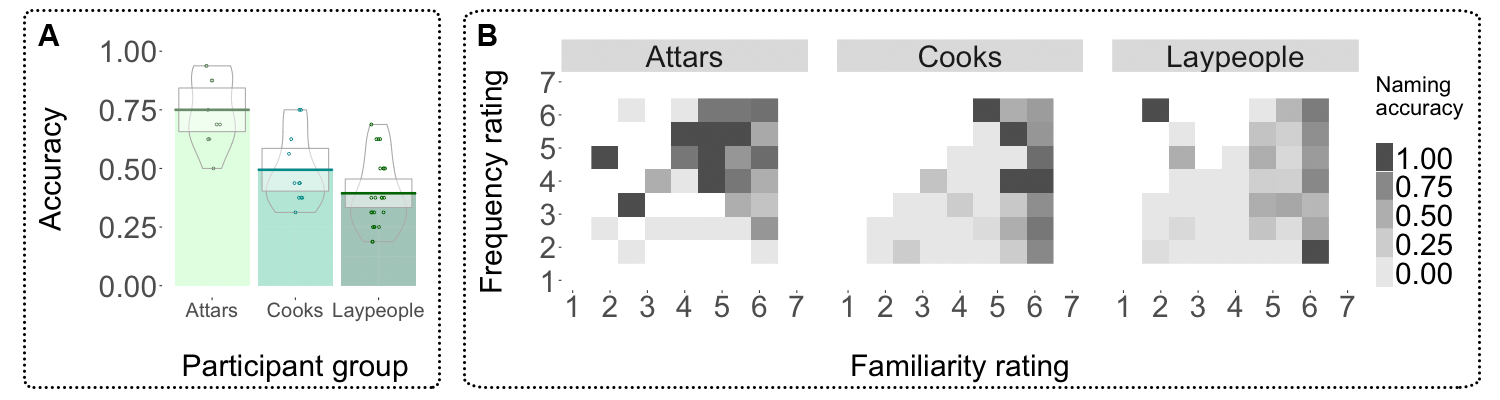 A
Accuracy
1.00
0.75
0.50
0.25
0.00
Attars Cooks Laypeople
Participant group
B
Frequency rating
Attars Cooks Laypeople
7
6
5
4
3
2
1
1 2 3 4 5 6 7 1 2 3 4 5 6 7 1 2 3 4 5 6 7
Familiarity rating
Naming
accuracy
1.00
0.75
0.50
0.25
0.00